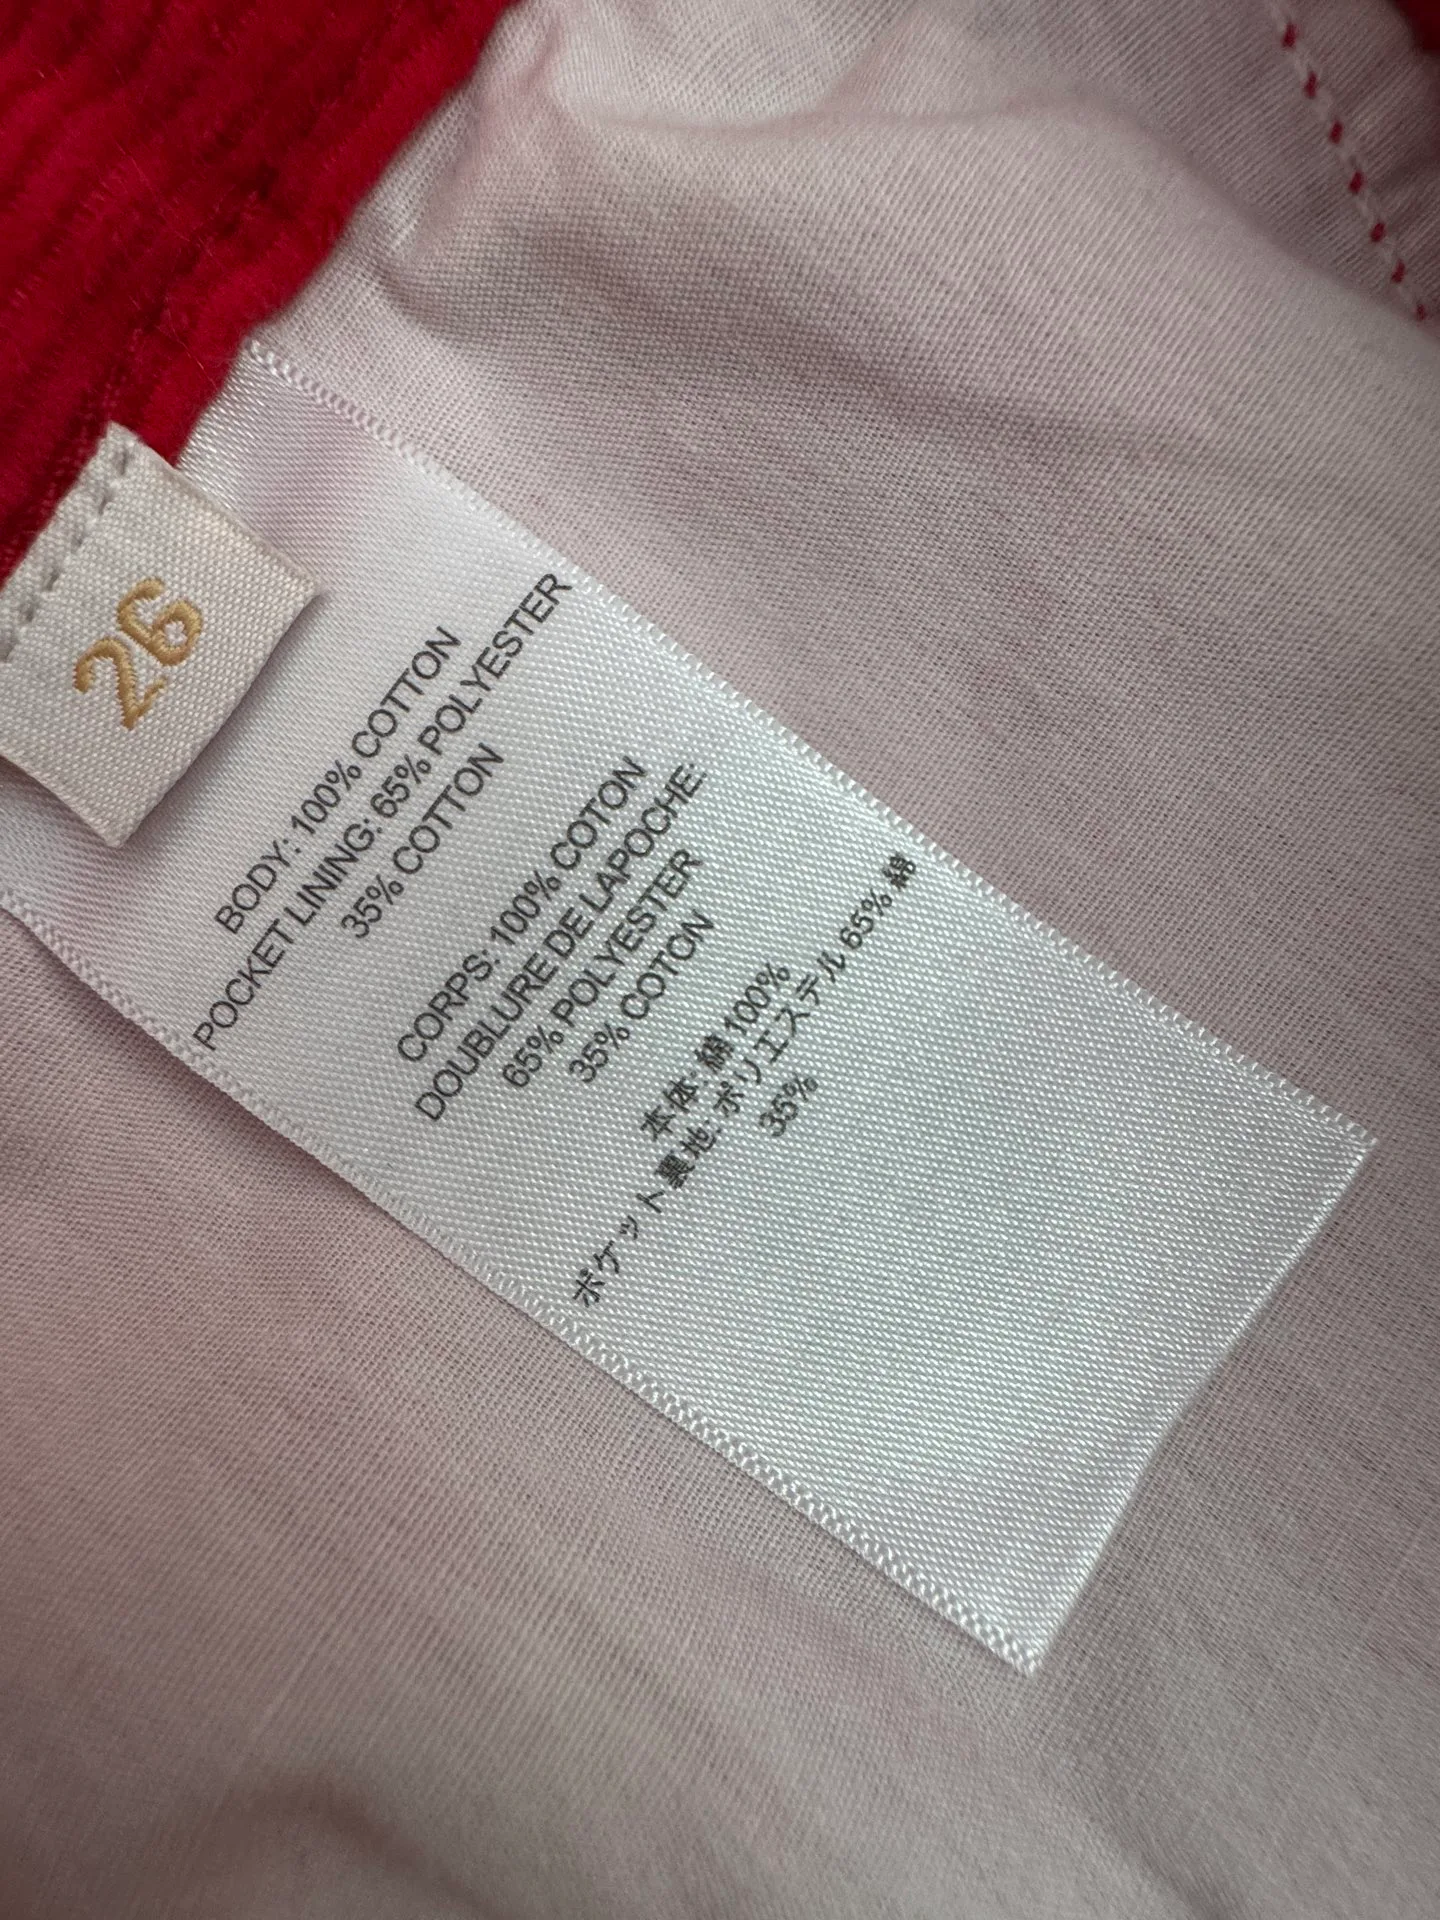 26
BODY: 100% COTTON
POCKET LINING: 65% POLYESTER
35% COTTON
CORPS: 100% COTON
DOUBLURE DE LAPOCHE:
65% POLYESTER
35% COTON
本体: 綿 100%
ポケット裏地: ポリエステル 65% 綿
35%